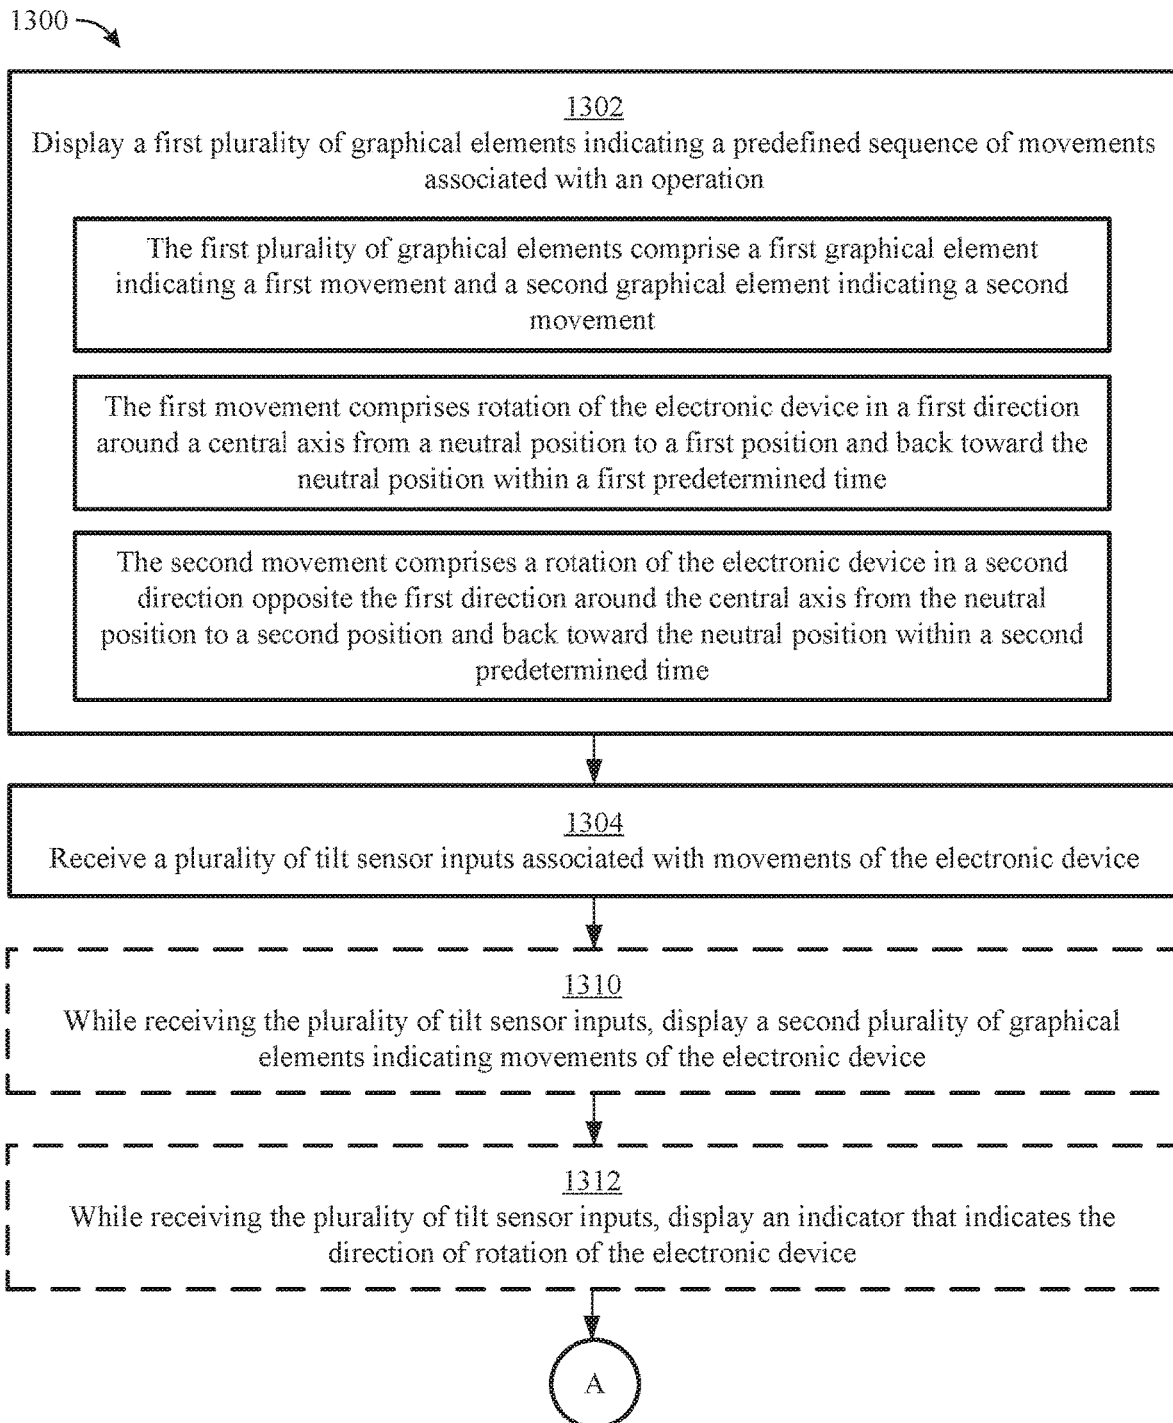 1300
1302
Display a first plurality of graphical elements indicating a predefined sequence of movements
associated with an operation
The first plurality of graphical elements comprise a first graphical element
indicating a first movement and a second graphical element indicating a second
movement
The first movement comprises rotation of the electronic device in a first direction
around a central axis from a neutral position to a first position and back toward the
neutral position within a first predetermined time
The second movement comprises a rotation of the electronic device in a second
direction opposite the first direction around the central axis from the neutral
position to a second position and back toward the neutral position within a second
predetermined time
1304
Receive a plurality of tilt sensor inputs associated with movements of the electronic device
1310
While receiving the plurality of tilt sensor inputs, display a second plurality of graphical
elements indicating movements of the electronic device
1312
While receiving the plurality of tilt sensor inputs, display an indicator that indicates the
direction of rotation of the electronic device
A